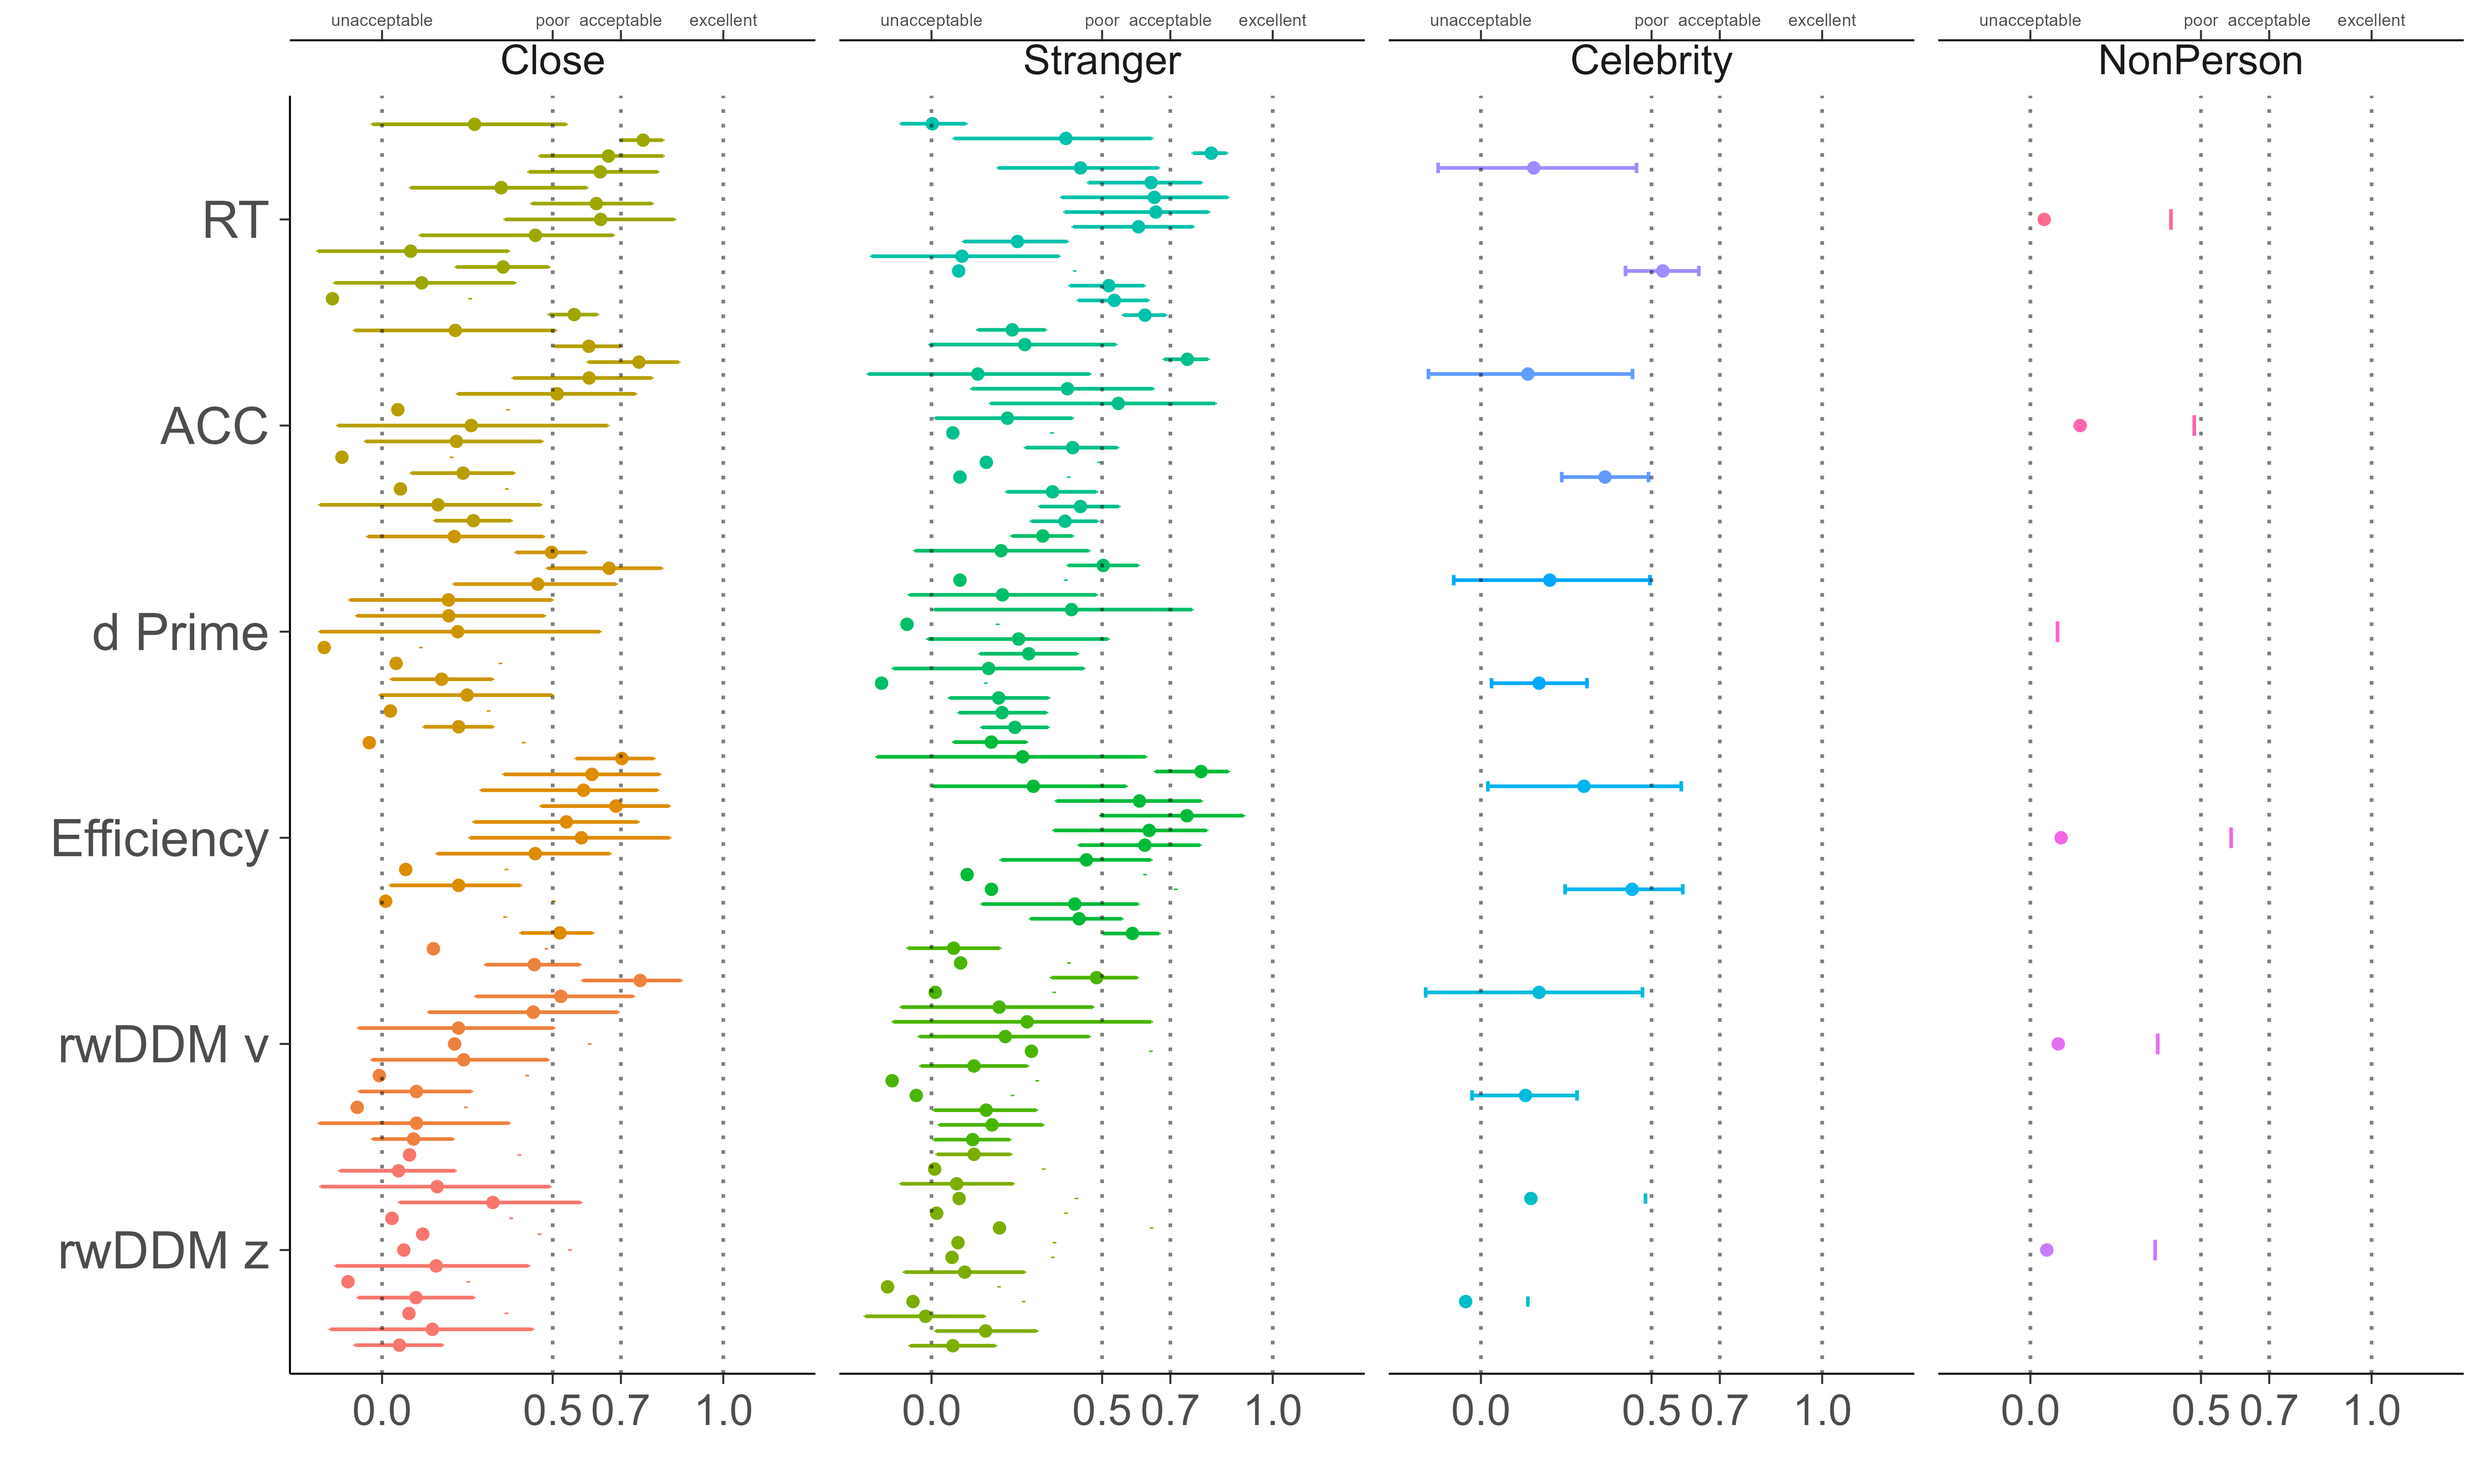 unacceptable poor acceptable excellent unacceptable poor acceptable excellent unacceptable poor acceptable excellent unacceptable poor acceptable excellent
Close Stranger Celebrity NonPerson
RT
ACC
d Prime
Efficiency
rwDDM v
rwDDM z
0.0 0.5 0.7 1.0 0.0 0.5 0.7 1.0 0.0 0.5 0.7 1.0 0.0 0.5 0.7 1.0